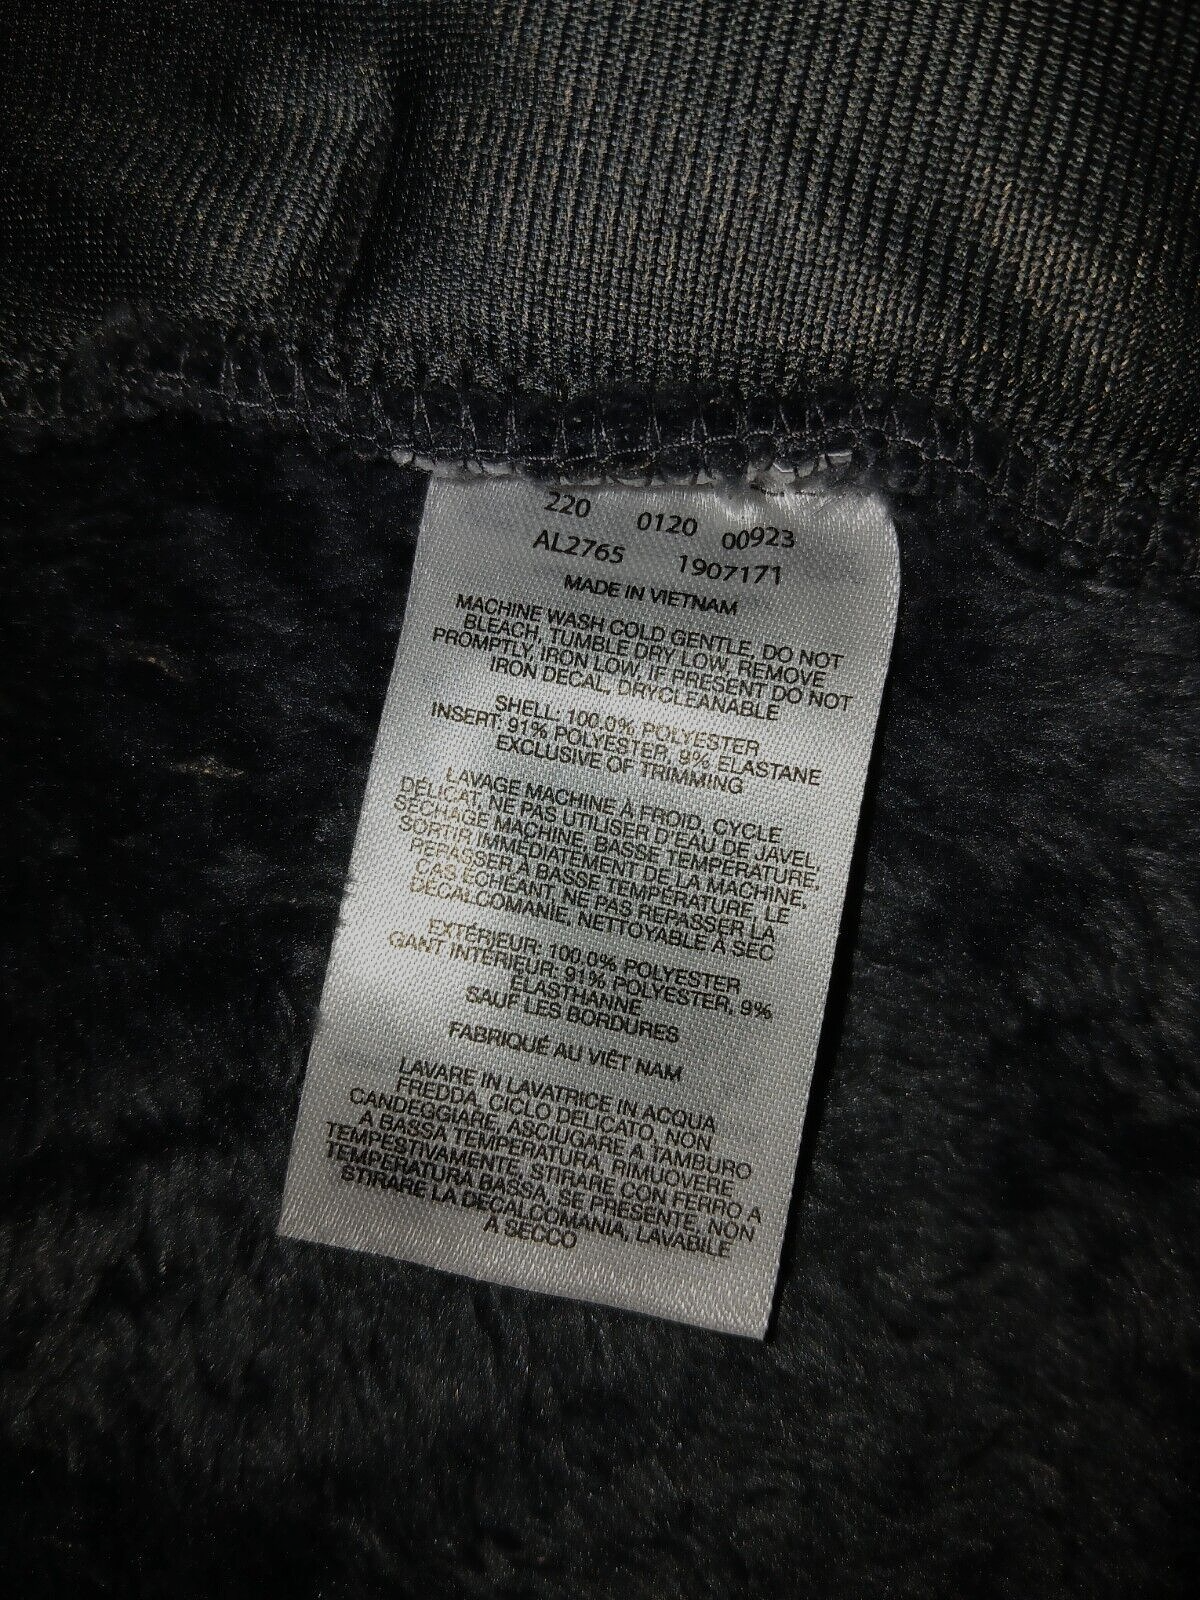 220 0120 00923
AL2765 1907171
MADE IN VIETNAM
MACHINE WASH COLD GENTLE, DO NOT
BLEACH, TUMBLE DRY LOW, REMOVE
PROMPTLY, IRON LOW, IF PRESENT DO NOT
IRON DECAL, DRYCLEANABLE
SHELL: 100.0% POLYESTER
INSERT: 91% POLYESTER, 9% ELASTANE
EXCLUSIVE OF TRIMMING
LAVAGE MACHINE À FROID, CYCLE
DÉLICAT, NE PAS UTILISER D'EAU DE JAVEL,
SÉCHAGE MACHINE, BASSE TEMPÉRATURE,
SORTIR IMMÉDIATEMENT DE LA MACHINE,
REPASSER À BASSE TEMPÉRATURE, LE
CAS ÉCHÉANT, NE PAS REPASSER LA
DÉCALCOMANIE, NETTOYABLE À SEC
EXTÉRIEUR: 100.0% POLYESTER
GANT INTÉRIEUR: 91% POLYESTER, 9%
ÉLASTHANNE
SAUF LES BORDURES
FABRIQUÉ AU VIÊT NAM
LAVARE IN LAVATRICE IN ACQUA
FREDDA, CICLO DELICATO, NON
CANDEGGIARE, ASCIUGARE A TAMBURO
A BASSA TEMPERATURA, RIMUOVERE
TEMPESTIVAMENTE, STIRARE CON FERRO A
TEMPERATURA BASSA, SE PRESENTE, NON
STIRARE LA DECALCOMANIA, LAVABILE
A SECCO